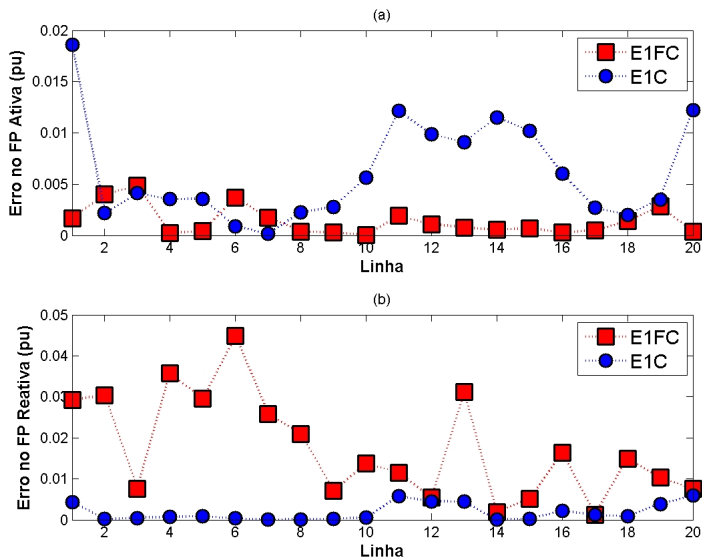 (a)
Erro no FP Ativa (pu)
0.02
0.015
0.01
0.005
0
E1FC
E1C
2 4 6 8 10 12 14 16 18 20
Linha
(b)
Erro no FP Reativa (pu)
0.05
0.04
0.03
0.02
0.01
0
E1FC
E1C
2 4 6 8 10 12 14 16 18 20
Linha